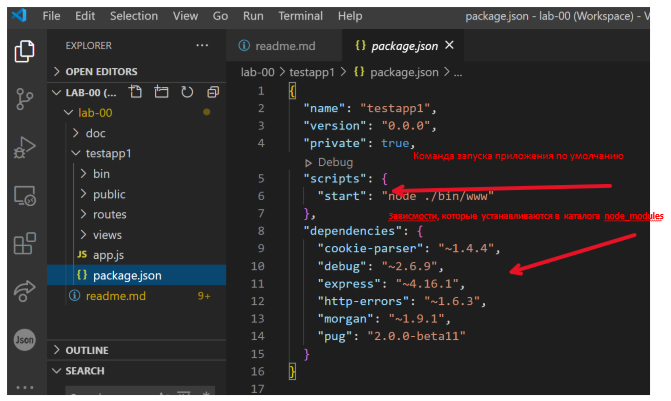 File Edit Selection View Go Run Terminal Help package.json - lab-00 (Workspace) - V
EXPLORER ... readme.md {} package.json ×
OPEN EDITORS
lab-00 > testapp1 > {} package.json > ...
LAB-00 (...
lab-00
doc
testapp1
bin
public
routes
views
JS app.js
{} package.json
readme.md 9+
Json
OUTLINE
SEARCH
1 {
2 "name": "testapp1",
3 "version": "0.0.0",
4 "private": true,
Команда запуска приложения по умолчанию
Debug
5 "scripts": {
6 "start": "node ./bin/www"
7 },
Зависмости, которые устанавливаются в каталога node_modules
8 "dependencies": {
9 "cookie-parser": "~1.4.4",
10 "debug": "~2.6.9",
11 "express": "~4.16.1",
12 "http-errors": "~1.6.3",
13 "morgan": "~1.9.1",
14 "pug": "2.0.0-beta11"
15 }
16 }
17